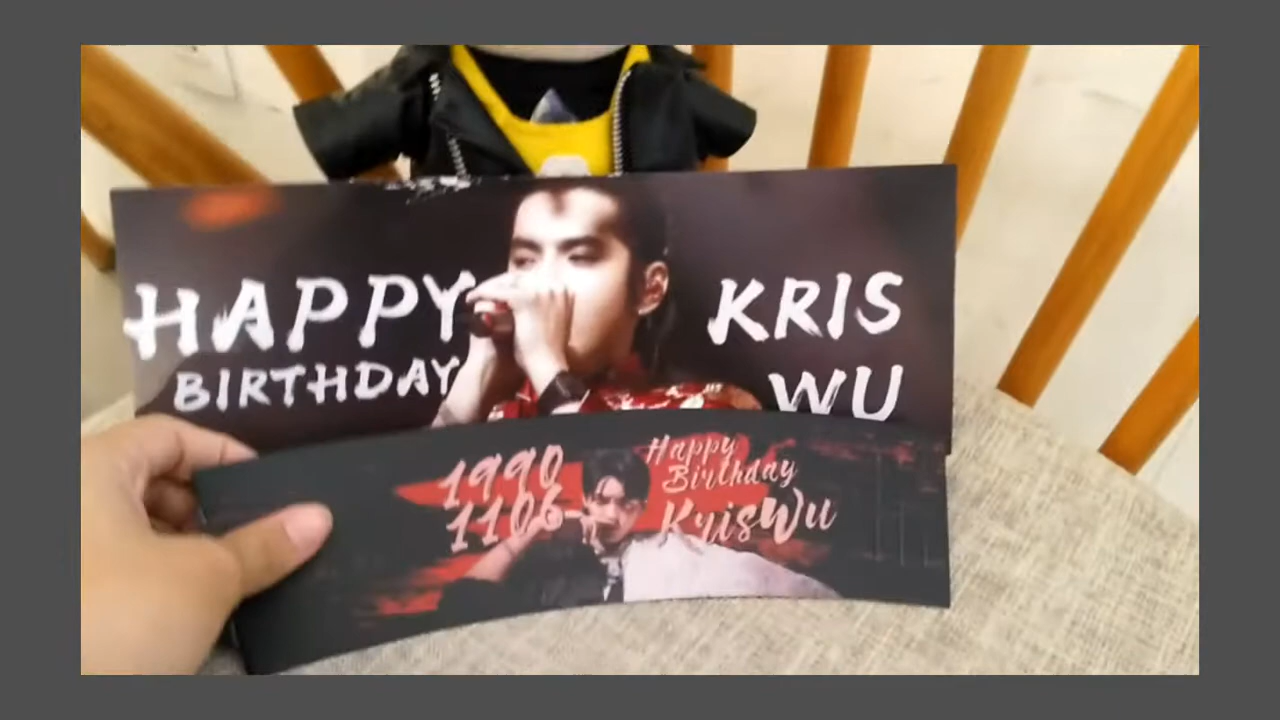 HAPPY
BIRTHDAY
KRIS
WU
1990
1106-
Happy
Birthday
KrisWu